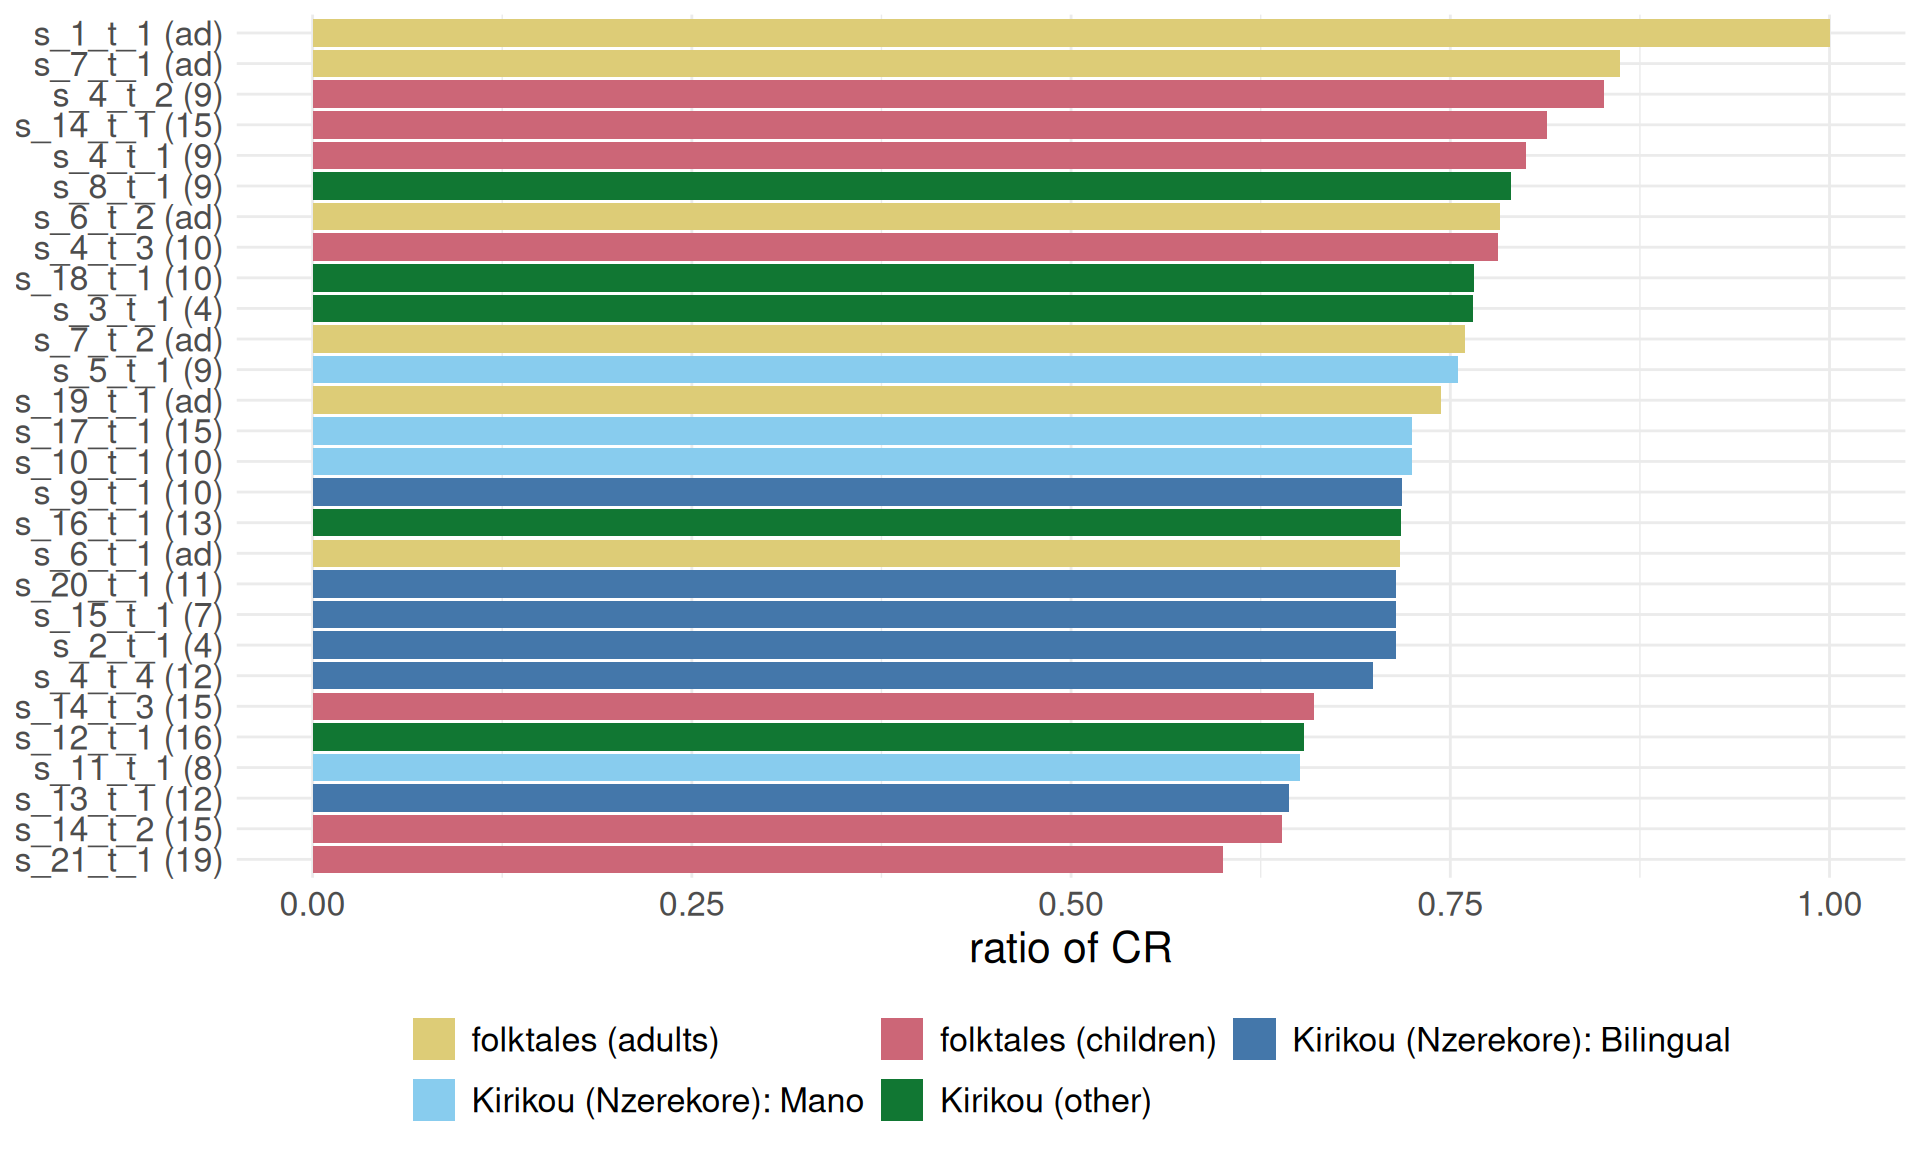 s_1_t_1 (ad)
s_7_t_1 (ad)
s_4_t_2 (9)
s_14_t_1 (15)
s_4_t_1 (9)
s_8_t_1 (9)
s_6_t_2 (ad)
s_4_t_3 (10)
s_18_t_1 (10)
s_3_t_1 (4)
s_7_t_2 (ad)
s_5_t_1 (9)
s_19_t_1 (ad)
s_17_t_1 (15)
s_10_t_1 (10)
s_9_t_1 (10)
s_16_t_1 (13)
s_6_t_1 (ad)
s_20_t_1 (11)
s_15_t_1 (7)
s_2_t_1 (4)
s_4_t_4 (12)
s_14_t_3 (15)
s_12_t_1 (16)
s_11_t_1 (8)
s_13_t_1 (12)
s_14_t_2 (15)
s_21_t_1 (19)
0.00 0.25 0.50 0.75 1.00
ratio of CR
folktales (adults) folktales (children) Kirikou (Nzerekore): Bilingual
Kirikou (Nzerekore): Mano Kirikou (other)